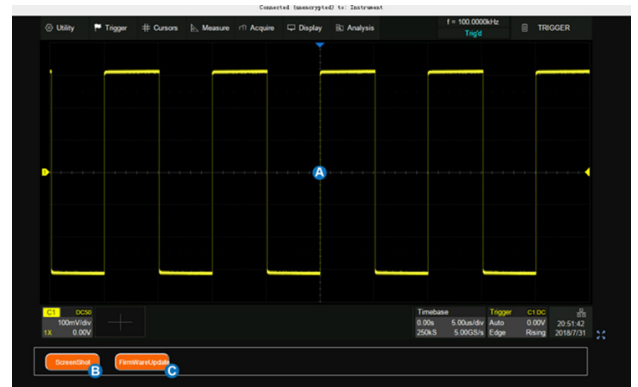 Connected (unencrypted) to: Instrument
Utility Trigger Cursors Measure Acquire Display Analysis f = 100.0000kHz TRIGGER
Trig'd
A
C1 DC50
100mV/div
1X 0.00V
Timebase
0.00s 5.00us/div
250kS 5.00GS/s
Trigger C1 DC
Auto 0.00V
Edge Rising
20:51:42
2018/7/31
ScreenShot FirmWareUpdate
B C